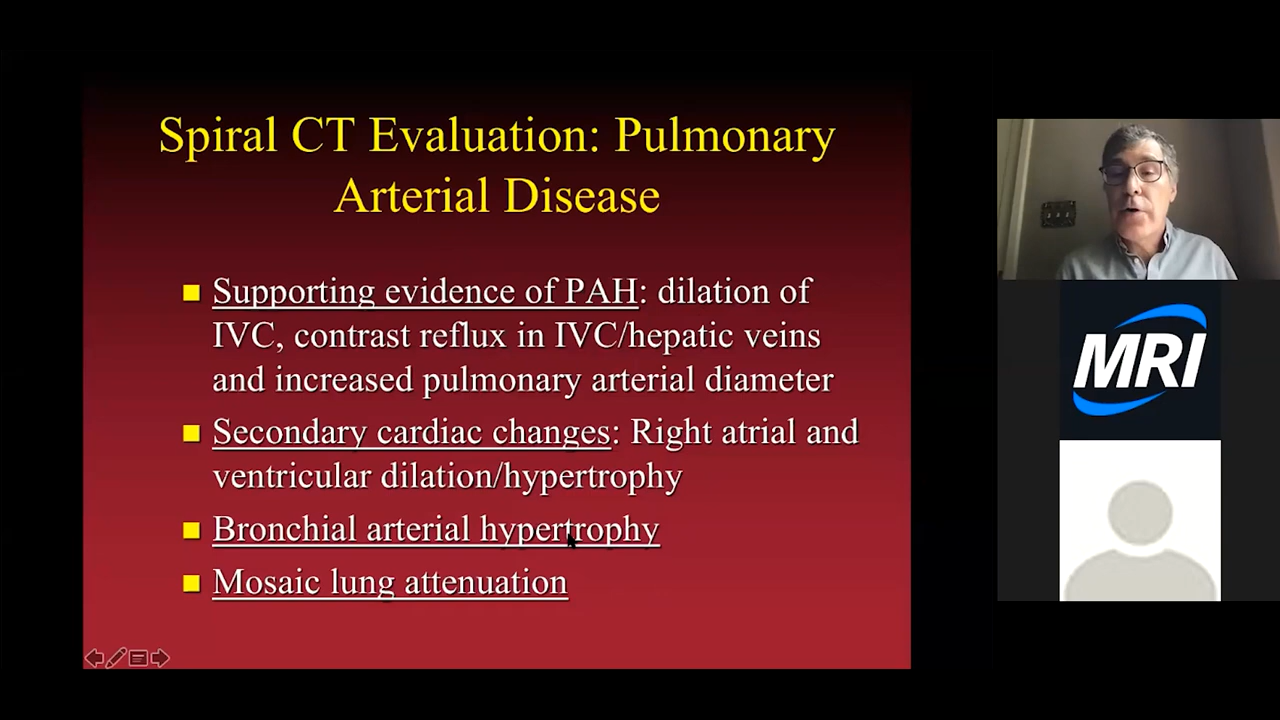 Spiral CT Evaluation: Pulmonary
Arterial Disease
Supporting evidence of PAH: dilation of
IVC, contrast reflux in IVC/hepatic veins
and increased pulmonary arterial diameter
Secondary cardiac changes: Right atrial and
ventricular dilation/hypertrophy
Bronchial arterial hypertrophy
Mosaic lung attenuation
MRI